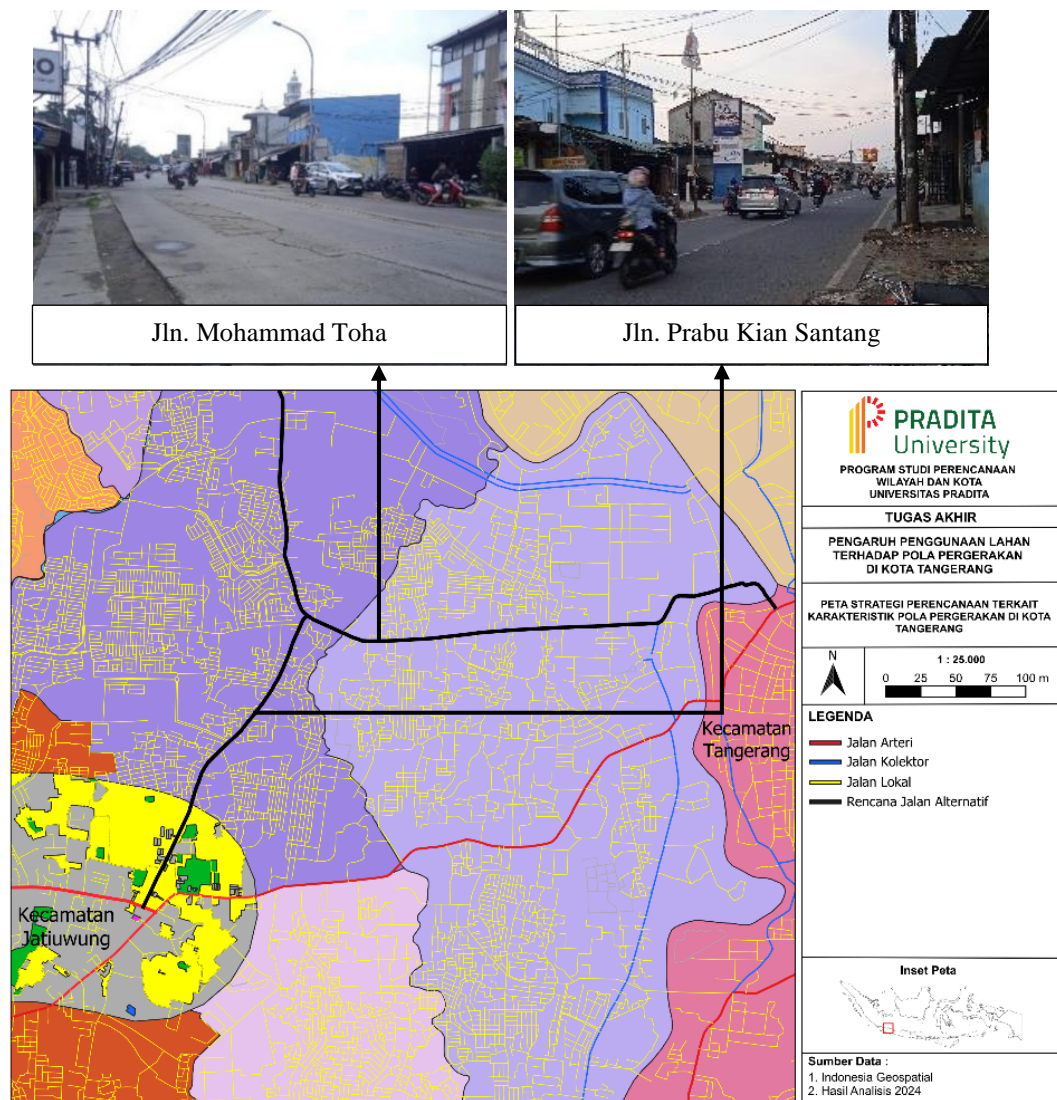 RO
Jln. Mohammad Toha
Jln. Prabu Kian Santang
Kecamatan
Tangerang
Kecamatan
Jatiuwung
PRADITA
University
PROGRAM STUDI PERENCANAAN
WILAYAH DAN KOTA
UNIVERSITAS PRADITA
TUGAS AKHIR
PENGARUH PENGGUNAAN LAHAN
TERHADAP POLA PERGERAKAN
DI KOTA TANGERANG
PETA STRATEGI PERENCANAAN TERKAIT
KARAKTERISTIK POLA PERGERAKAN DI KOTA
TANGERANG
N
1 : 25.000
0 25 50 75 100 m
LEGENDA
Jalan Arteri
Jalan Kolektor
Jalan Lokal
Rencana Jalan Alternatif
Inset Peta
Sumber Data :
1. Indonesia Geospatial
2. Hasil Analisis 2024